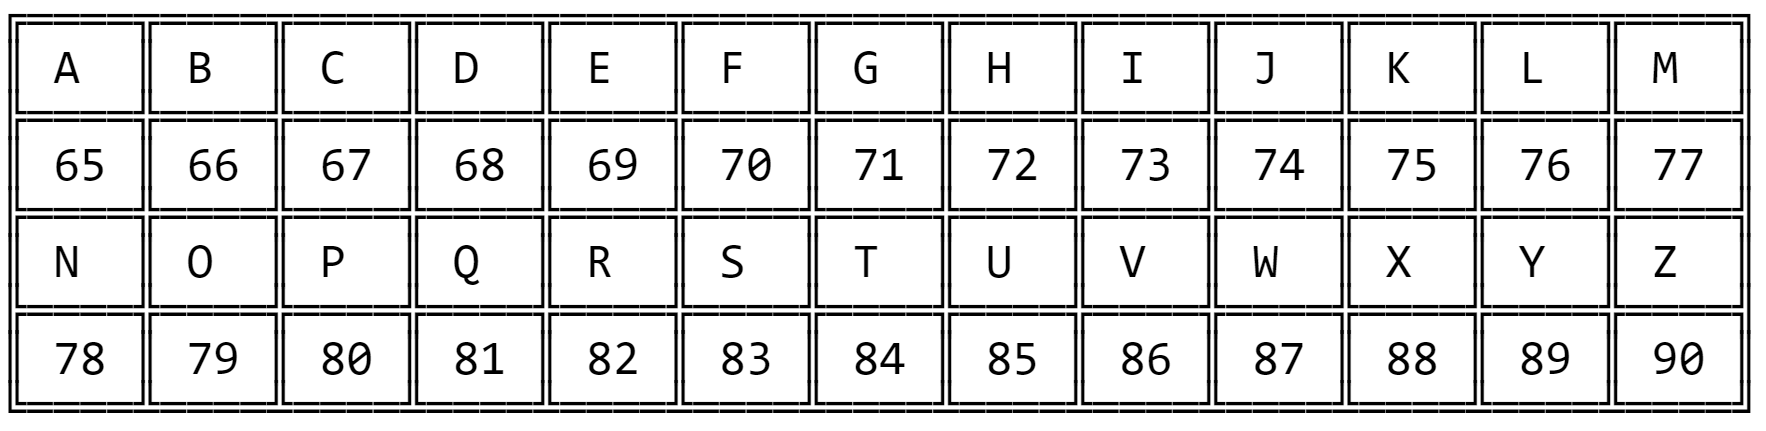 A B C D E F G H I J K L M
65 66 67 68 69 70 71 72 73 74 75 76 77
N O P Q R S T U V W X Y Z
78 79 80 81 82 83 84 85 86 87 88 89 90